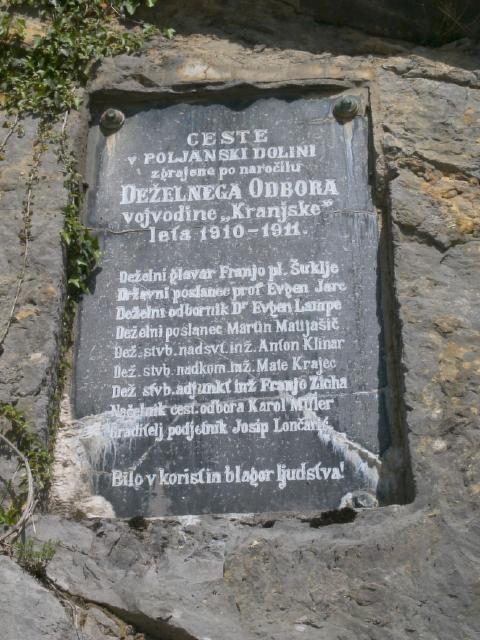 CESTE
V POLJANSKI DOLINI
zgrajene po naročilu
DEŽELNEGA ODBORA
vojvodine „Kranjske”
leta 1910-1911.
Deželni glavar Franjo pl. Šuklje
Državni poslanec prof. Evgen Jarc
Deželni odbornik Dr Evgen Lampe
Deželni poslanec Martin Matjašič
Dež. stvb. nadsvt. inž. Anton Klinar
Dež. stvb. nadkom. inž. Mate Krajec
Dež. stvb. adjunkt inž Franjo Zicha
Načelnik cest. odbora Karol Müller
Graditelj podjetnik Josip Lončarič
Bilo v korist in blagor ljudstva!